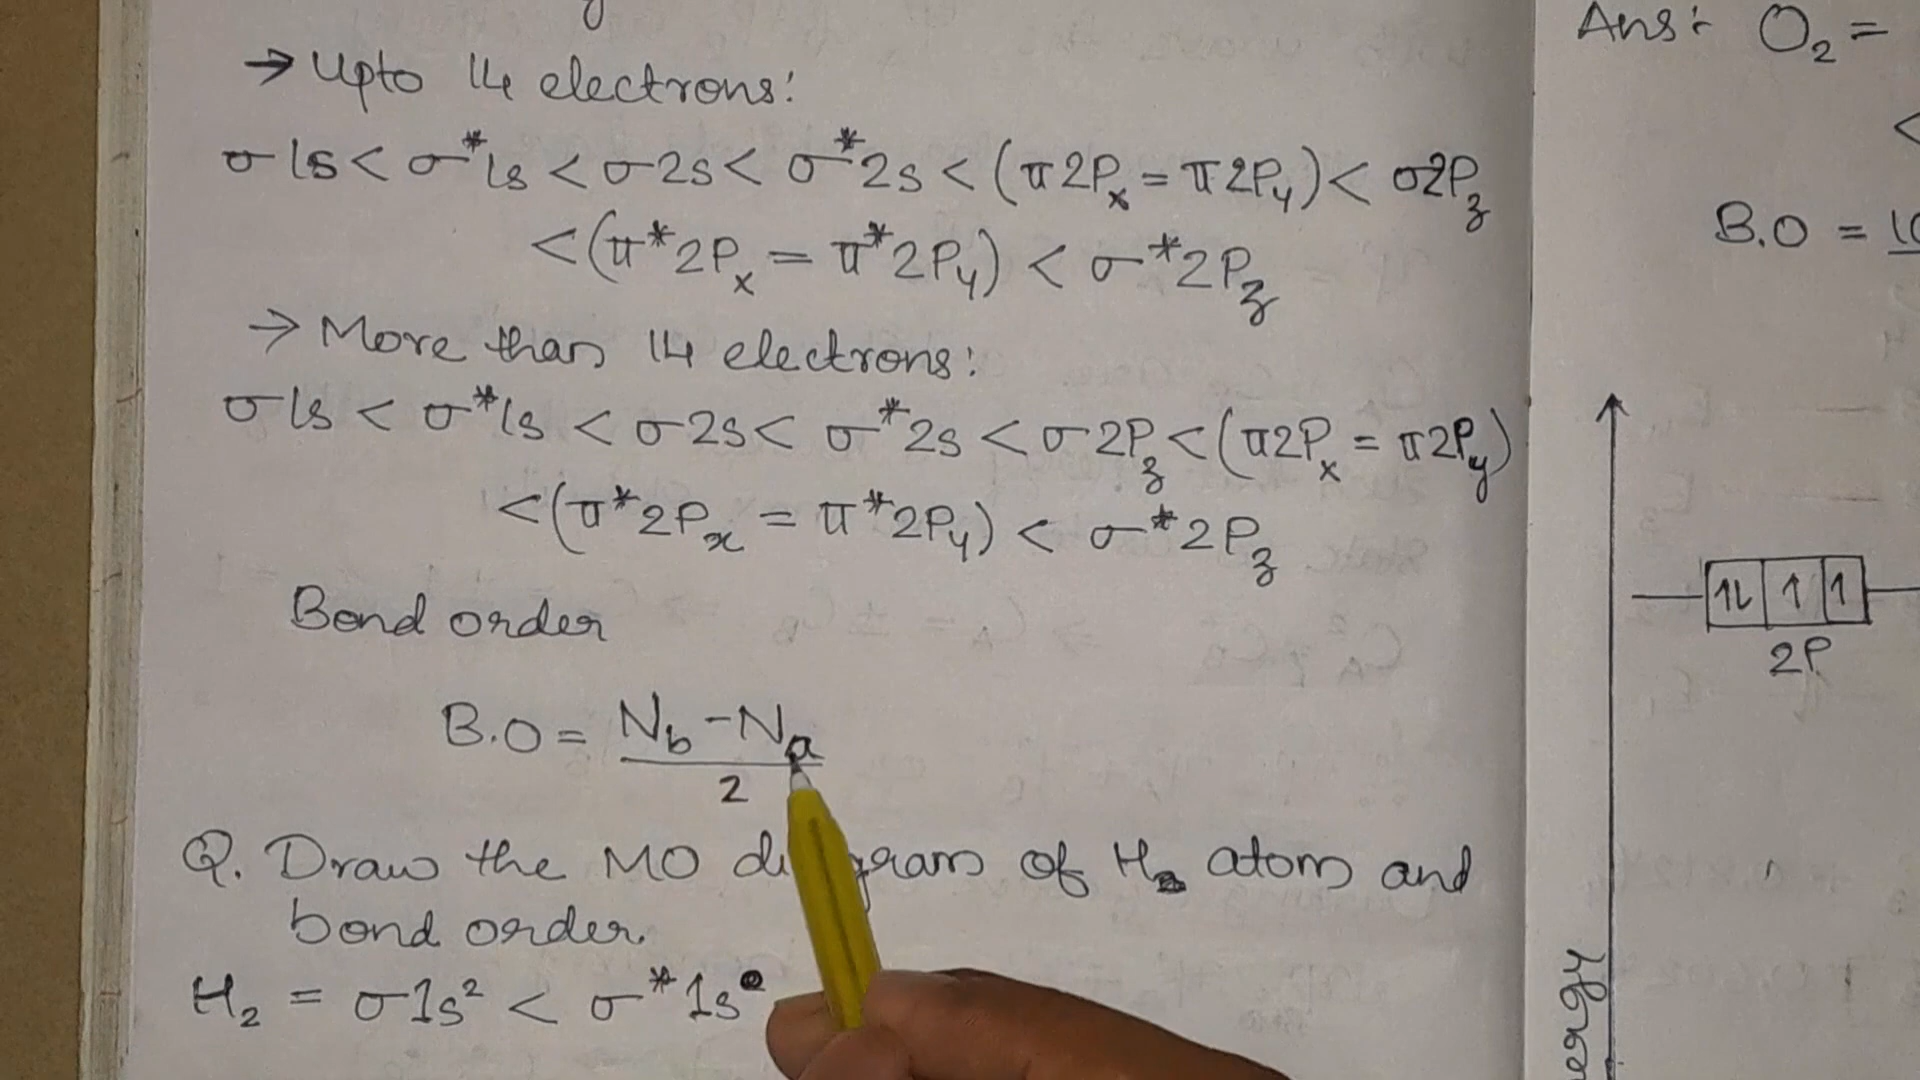 → Upto 14 electrons:
σ1s < σ*1s < σ2s < σ*2s < (π2Px = π2Py) < σ2Pz
< (π*2Px = π*2Py) < σ*2Pz
→ More than 14 electrons:
σ1s < σ*1s < σ2s < σ*2s < σ2Pz < (π2Px = π2Py)
< (π*2Px = π*2Py) < σ*2Pz
Bond order
B.O = Nb - Na
2
Q. Draw the MO diagram of H2 atom and
bond order.
H2 = σ1s² < σ*1s⁰
Ans: O2 =
<
B.O =
1L 1 1
2P